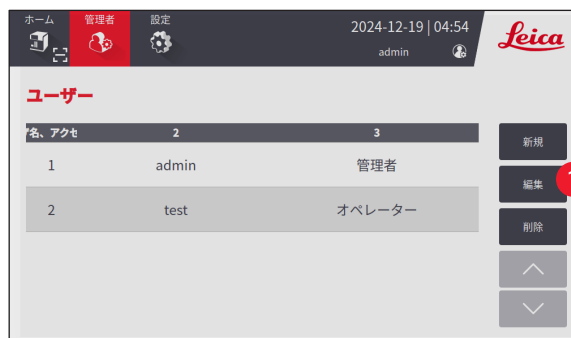 ホーム 管理者 設定
2024-12-19 | 04:54
admin
Leica
ユーザー
名、アクセ 2 3
1 admin 管理者
2 test オペレーター
新規
編集
削除